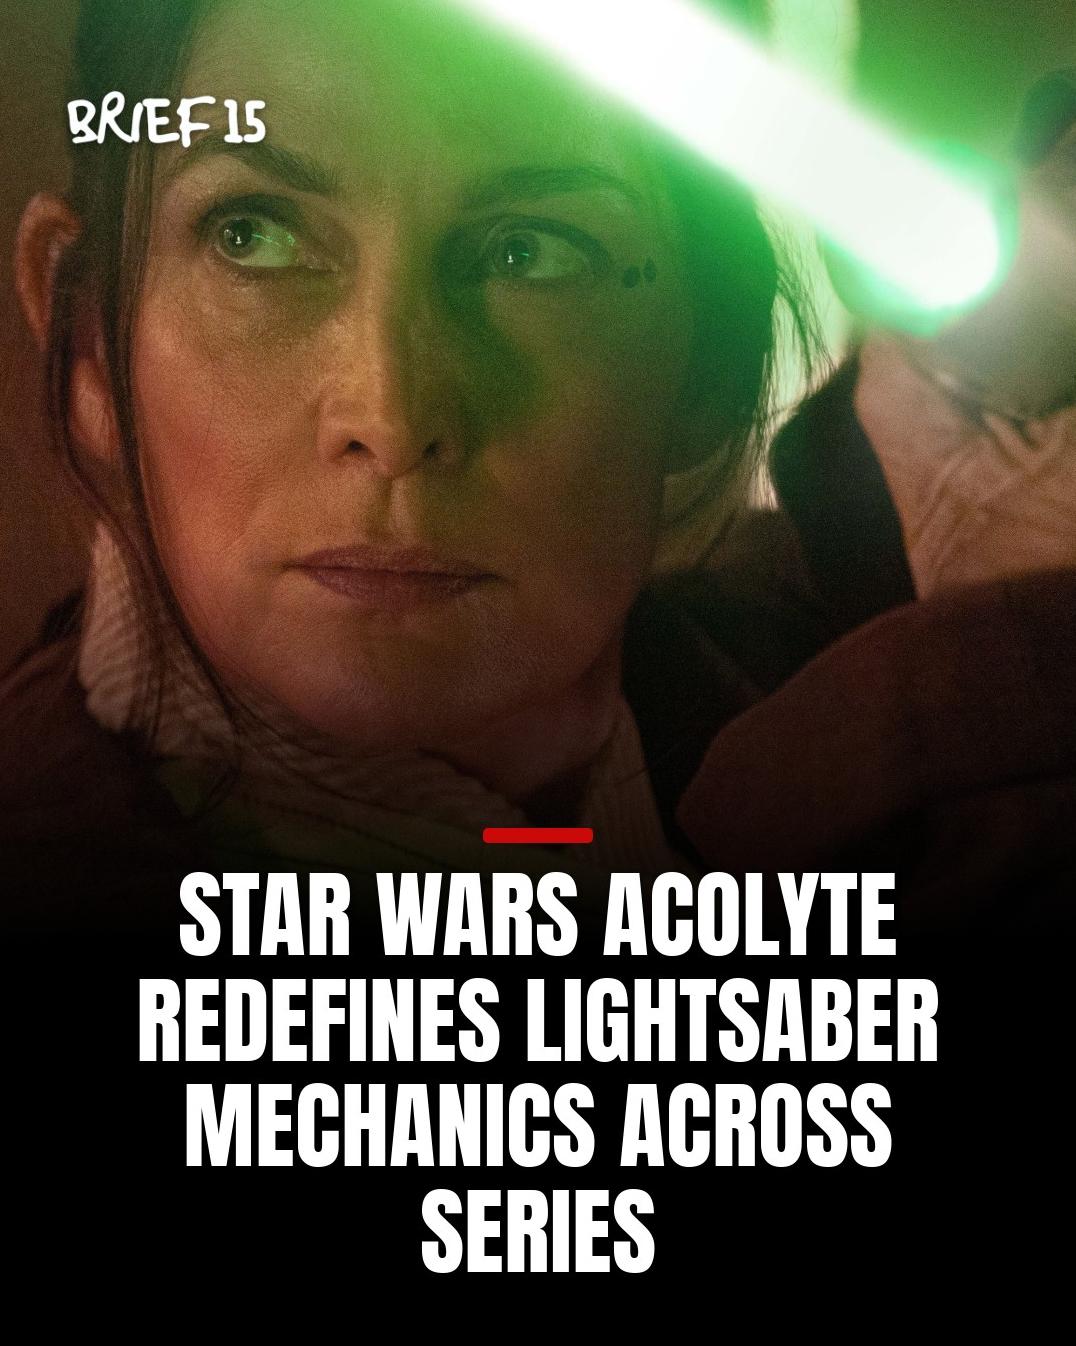 BRIEF 15
STAR WARS ACOLYTE
REDEFINES LIGHTSABER
MECHANICS ACROSS
SERIES